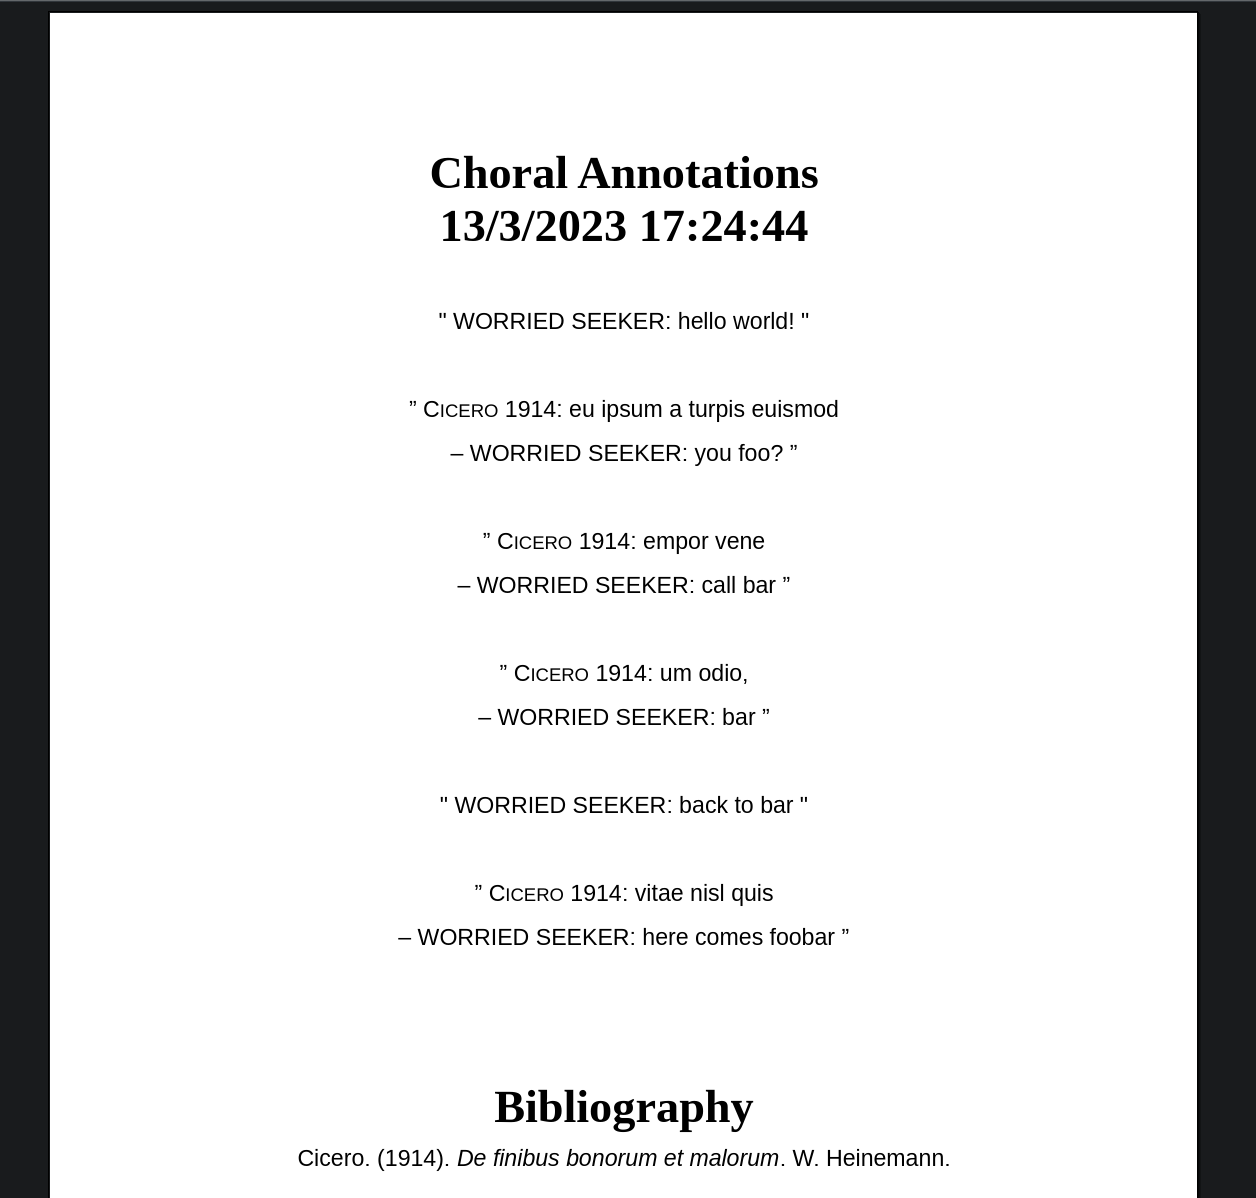 Choral Annotations
13/3/2023 17:24:44
" WORRIED SEEKER: hello world! "
” CICERO 1914: eu ipsum a turpis euismod
– WORRIED SEEKER: you foo? ”
” CICERO 1914: empor vene
– WORRIED SEEKER: call bar ”
” CICERO 1914: um odio,
– WORRIED SEEKER: bar ”
" WORRIED SEEKER: back to bar "
” CICERO 1914: vitae nisl quis
– WORRIED SEEKER: here comes foobar ”
Bibliography
Cicero. (1914). De finibus bonorum et malorum. W. Heinemann.